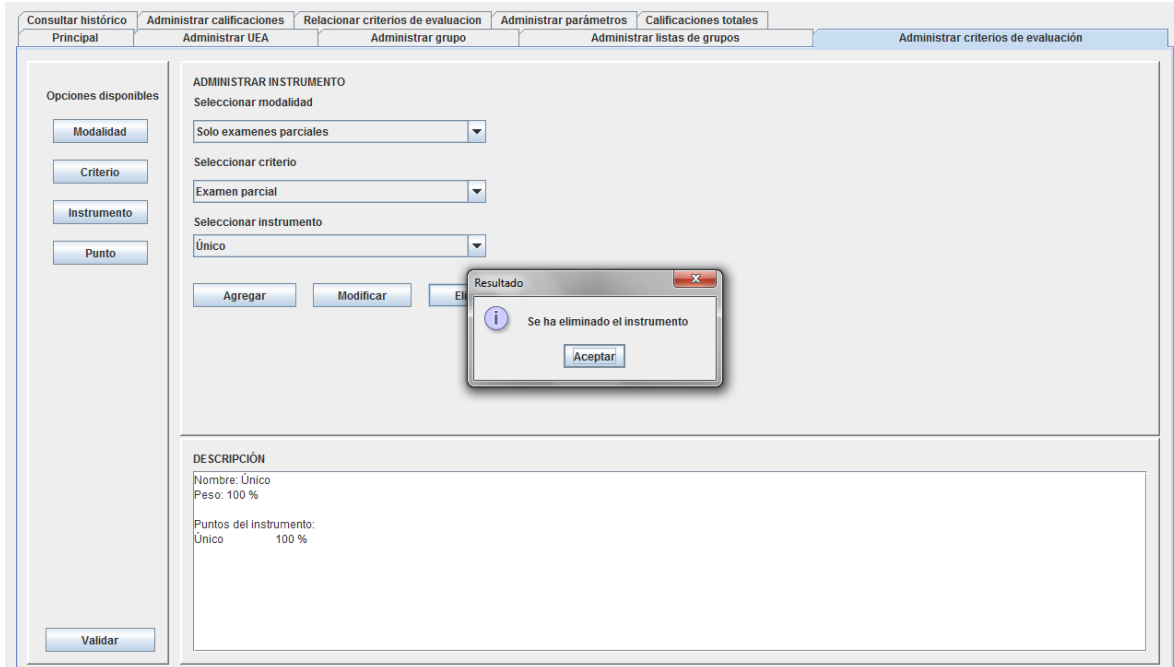 Consultar histórico Administrar calificaciones Relacionar criterios de evaluacion Administrar parámetros Calificaciones totales
Principal Administrar UEA Administrar grupo Administrar listas de grupos Administrar criterios de evaluación
Opciones disponibles
Modalidad
Criterio
Instrumento
Punto
Validar
ADMINISTRAR INSTRUMENTO
Seleccionar modalidad
Solo examenes parciales
Seleccionar criterio
Examen parcial
Seleccionar instrumento
Único
Agregar Modificar Eli
Resultado
i
Se ha eliminado el instrumento
Aceptar
DESCRIPCIÓN
Nombre: Único
Peso: 100 %
Puntos del instrumento:
Único 100 %